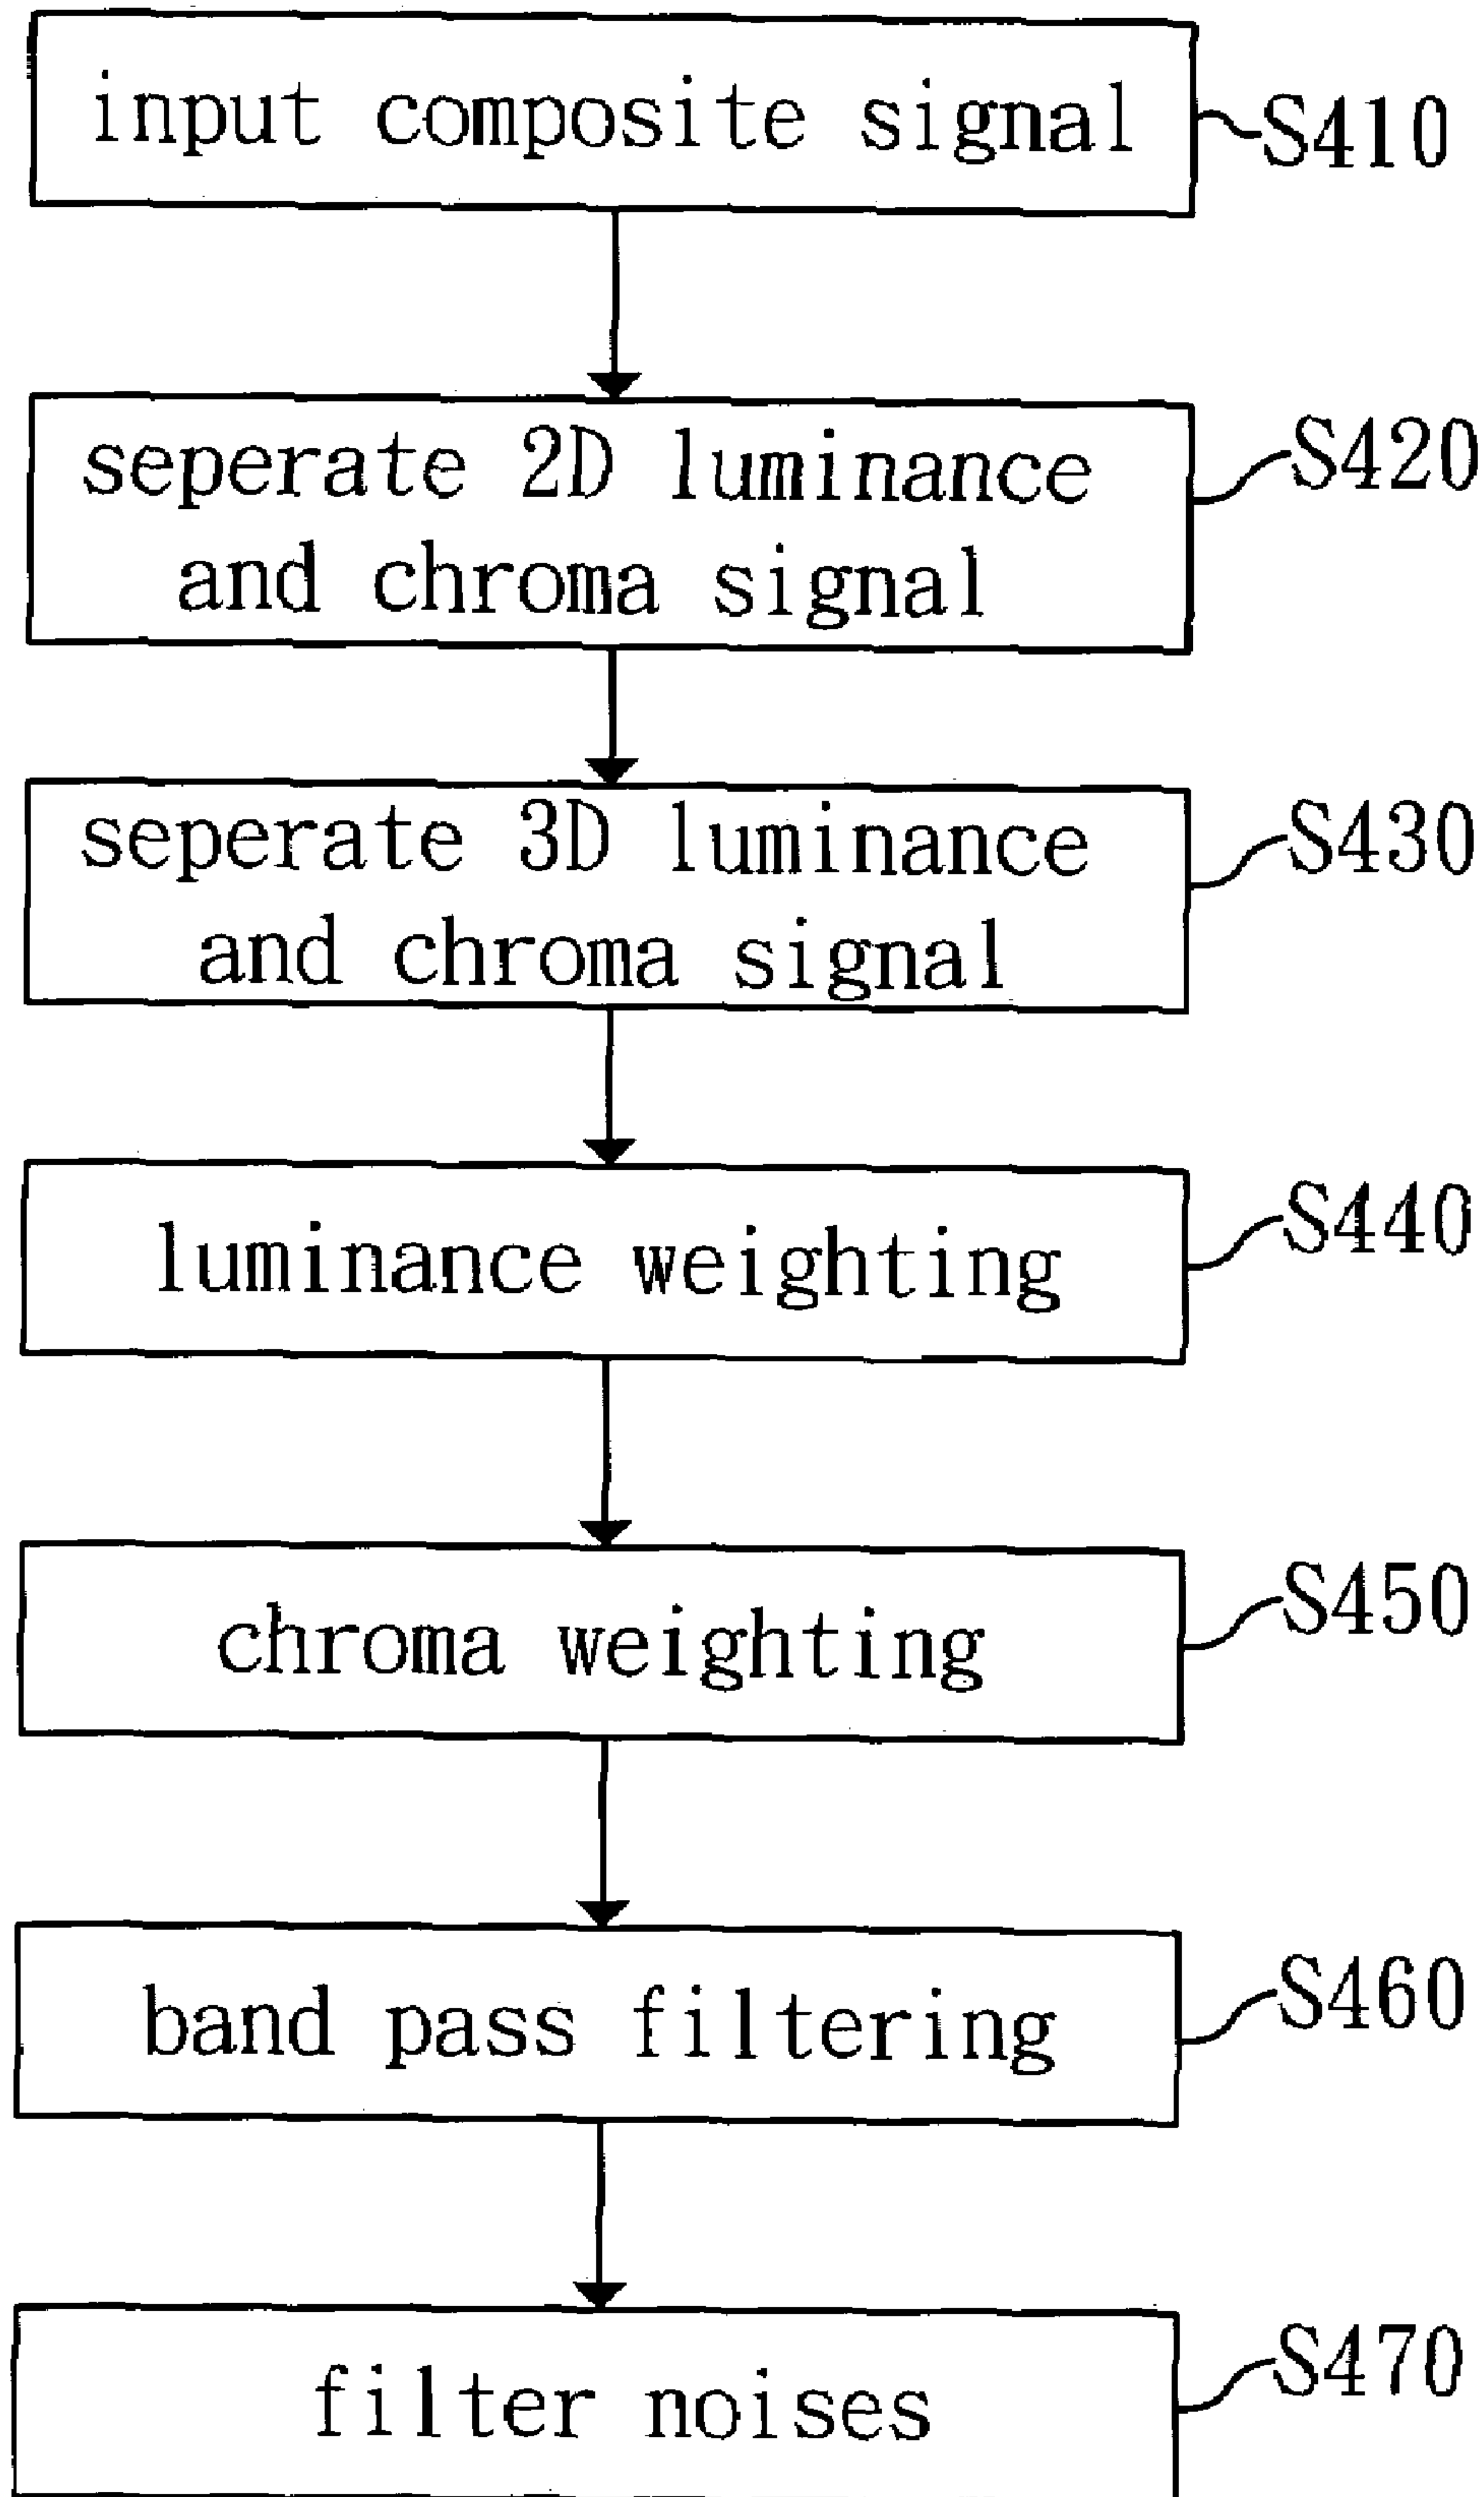 input composite signal
S410
seperate 2D luminance
and chroma signal
S420
seperate 3D luminance
and chroma signal
S430
luminance weighting
S440
chroma weighting
S450
band pass filtering
S460
filter noises
S470